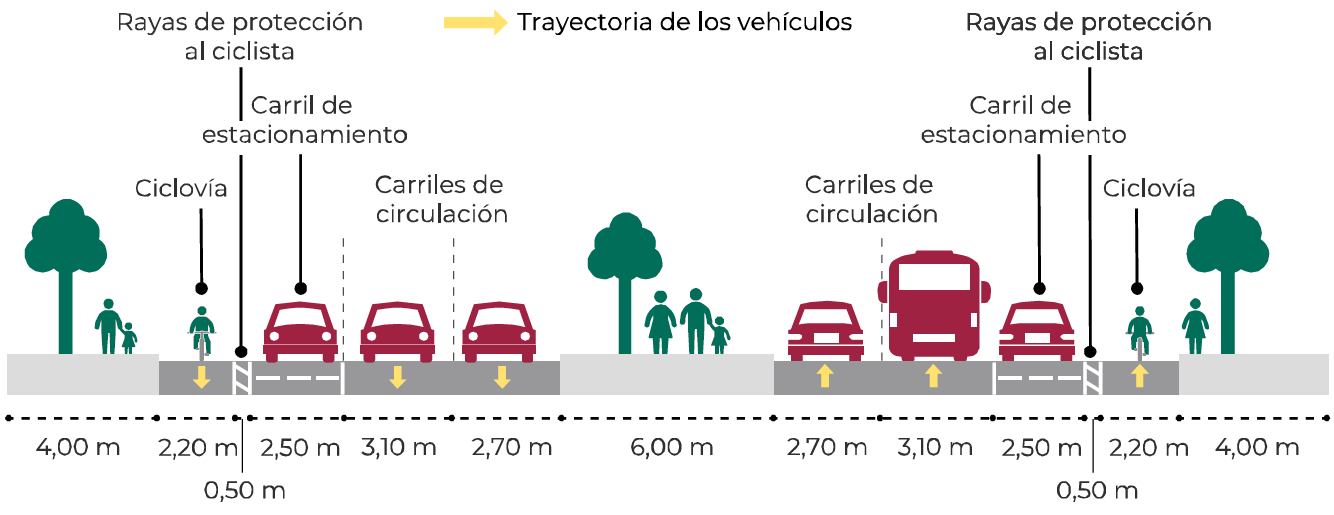 Rayas de protección
al ciclista
Trayectoria de los vehículos
Rayas de protección
al ciclista
Carril de
estacionamiento
Carril de
estacionamiento
Ciclovía
Carriles de
circulación
Carriles de
circulación
Ciclovía
4,00 m
2,20 m
2,50 m
3,10 m
2,70 m
6,00 m
2,70 m
3,10 m
2,50 m
2,20 m
4,00 m
0,50 m
0,50 m